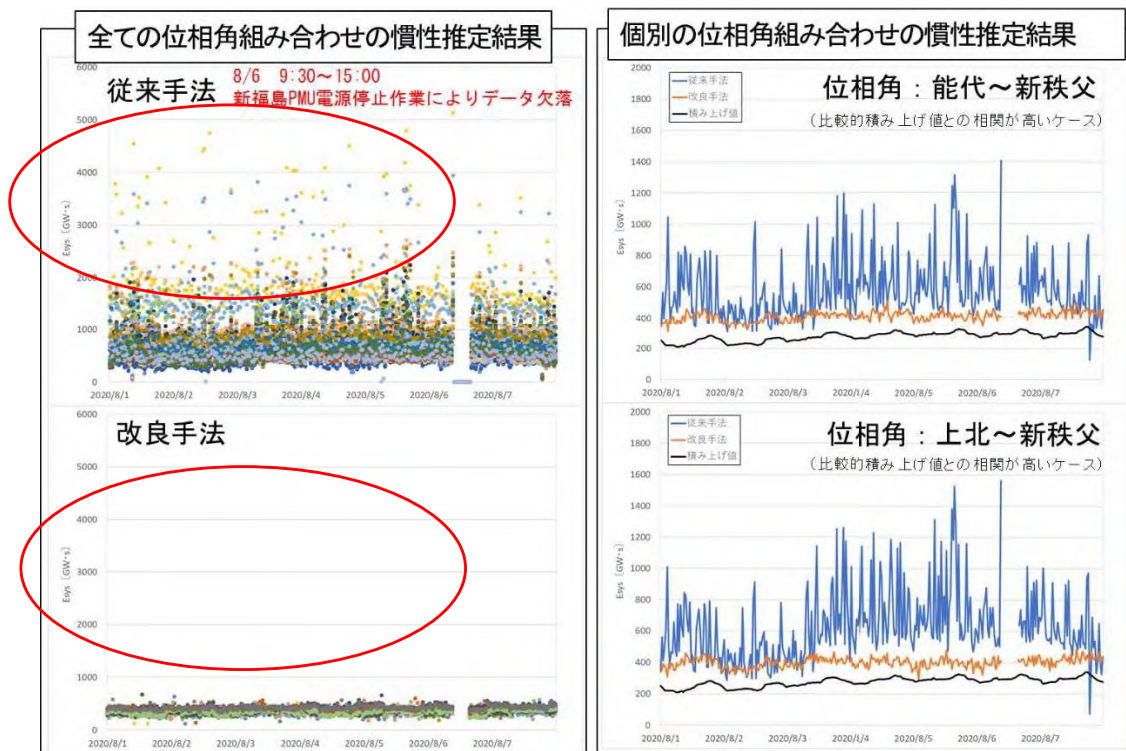 全ての位相角組み合わせの慣性推定結果
従来手法
8/6 9:30～15:00
新福島PMU電源停止作業によりデータ欠落
6000
5000
4000
3000
2000
1000
0
Esys [GW・s]
2020/8/1 2020/8/2 2020/8/3 2020/8/4 2020/8/5 2020/8/6 2020/8/7
改良手法
6000
5000
4000
3000
2000
1000
0
Esys [GW・s]
2020/8/1 2020/8/2 2020/8/3 2020/8/4 2020/8/5 2020/8/6 2020/8/7
個別の位相角組み合わせの慣性推定結果
位相角：能代～新秩父
（比較的積み上げ値との相関が高いケース）
従来手法
改良手法
積み上げ値
2000
1800
1600
1400
1200
1000
800
600
400
200
0
Esys [GW・s]
2020/8/1 2020/8/2 2020/8/3 2020/8/4 2020/8/5 2020/8/6 2020/8/7
位相角：上北～新秩父
（比較的積み上げ値との相関が高いケース）
従来手法
改良手法
積み上げ値
2000
1800
1600
1400
1200
1000
800
600
400
200
0
Esys [GW・s]
2020/8/1 2020/8/2 2020/8/3 2020/8/4 2020/8/5 2020/8/6 2020/8/7